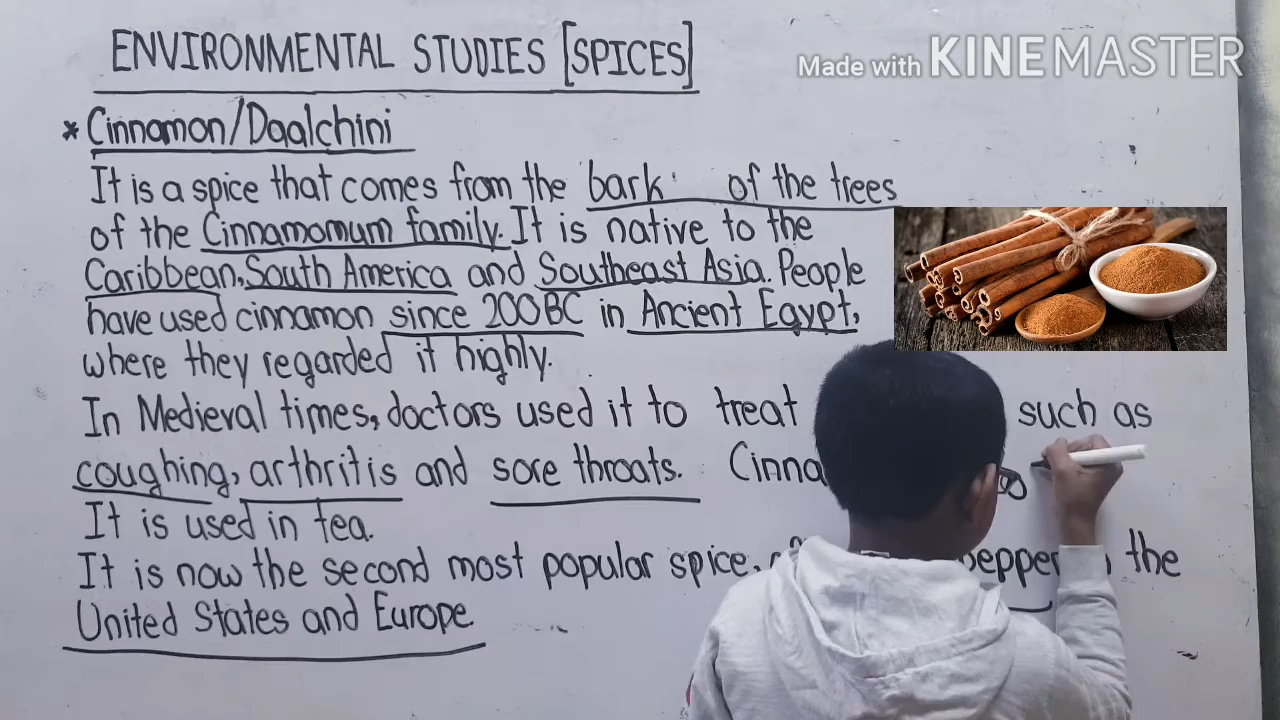 ENVIRONMENTAL STUDIES [SPICES]
Made with KINEMASTER
* Cinnamon/Daalchini
It is a spice that comes from the bark of the trees
of the Cinnamomum family. It is native to the
Caribbean, South America and Southeast Asia. People
have used cinnamon since 200BC in Ancient Egypt,
where they regarded it highly.
In Medieval times, doctors used it to treat such as
coughing, arthritis and sore throats.
It is used in tea.
It is now the second most popular spice, pepper the
United States and Europe.